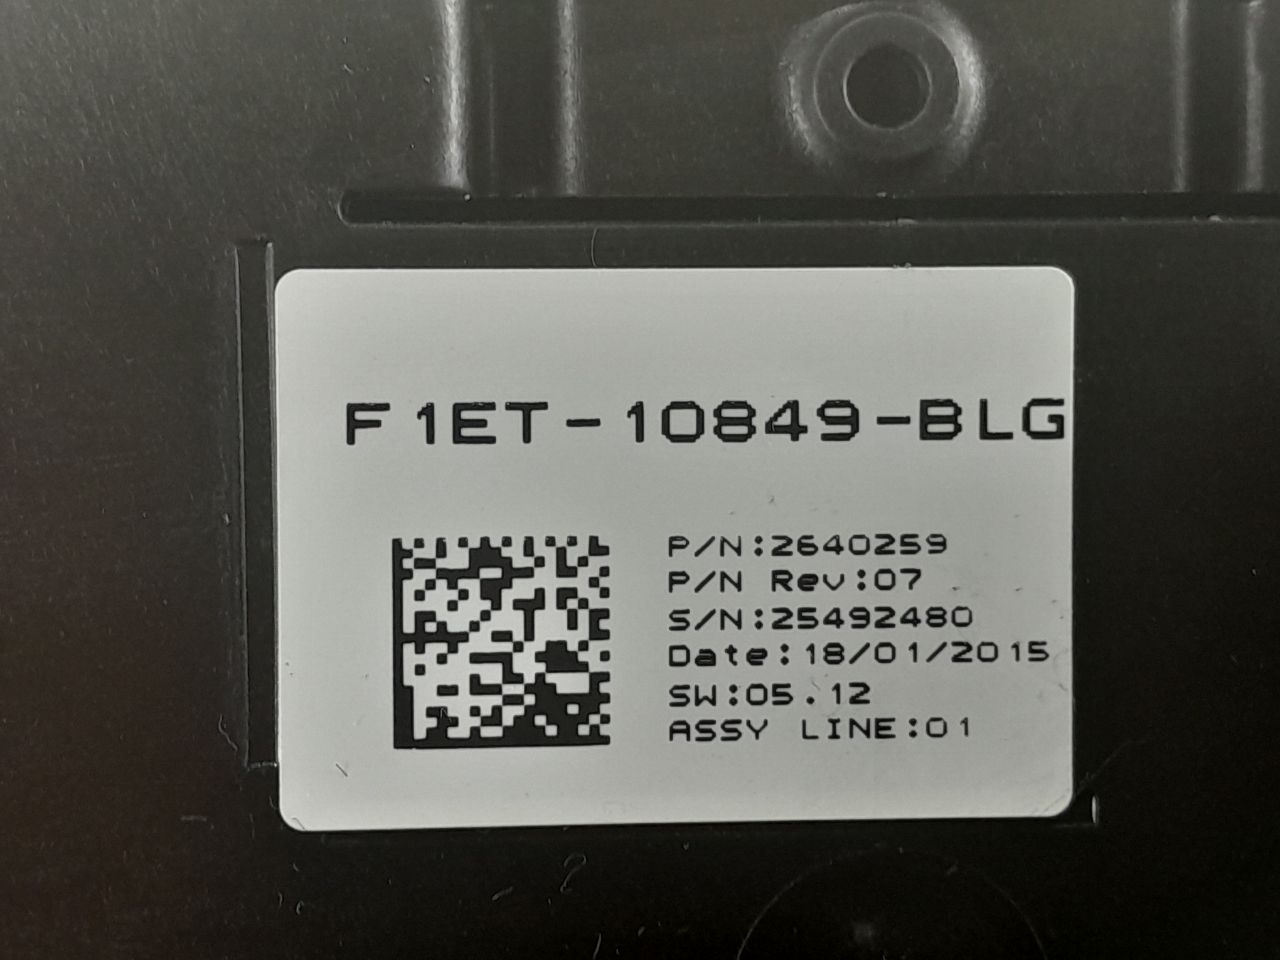 F1ET-10849-BLG
P/N:2640259
P/N Rev:07
S/N:25492480
Date:18/01/2015
SW:05.12
ASSY LINE:01